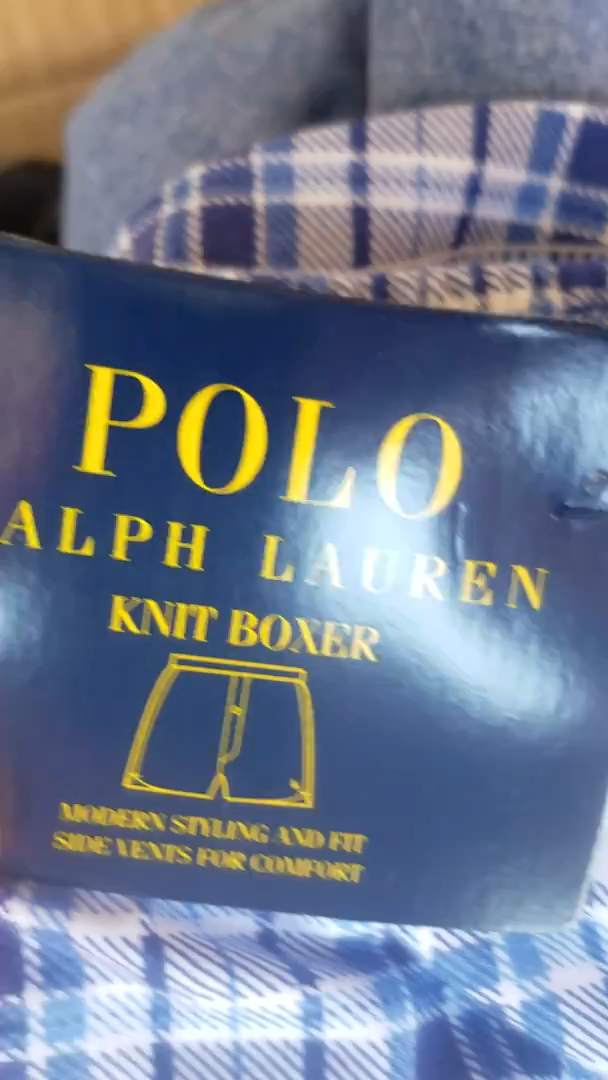 POLO
ALPH LAUREN
KNIT BOXER
MODERN STYLING AND FIT
SIDE VENTS FOR COMFORT